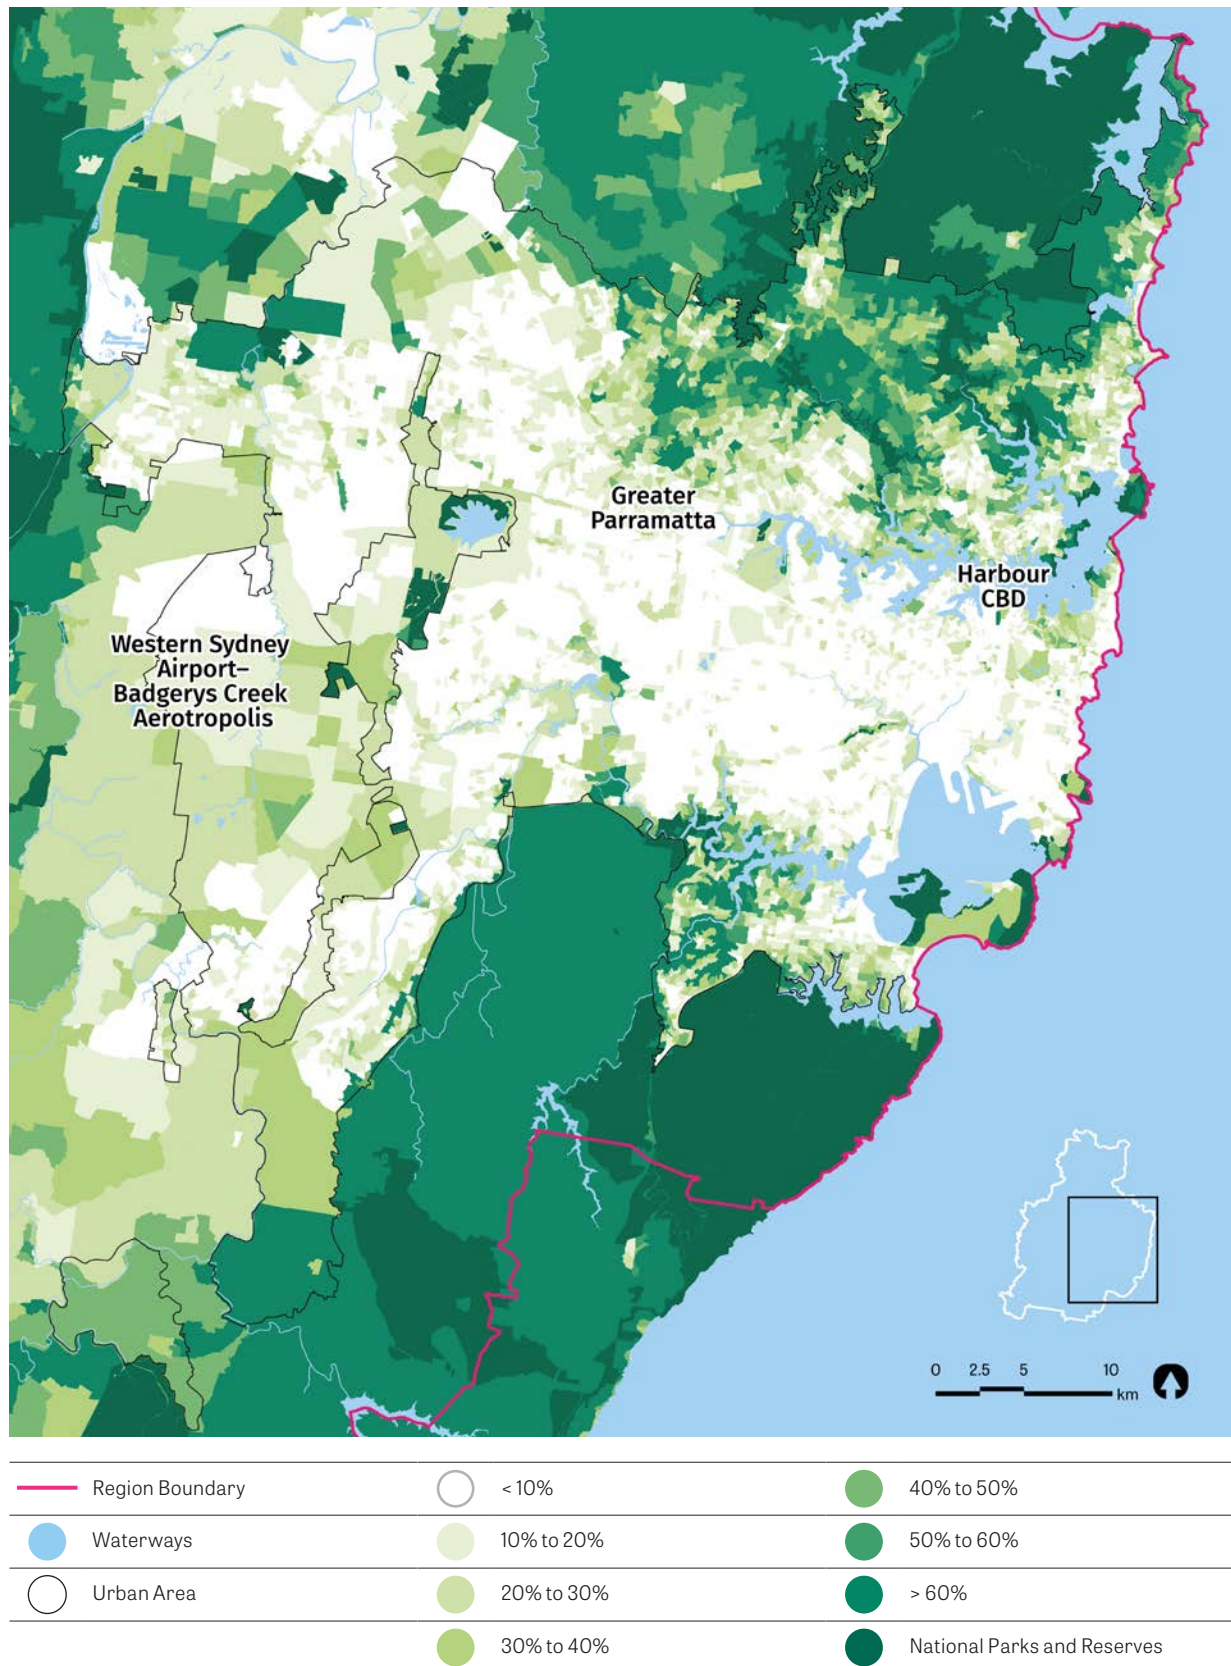 Greater
Parramatta
Harbour
CBD
Western Sydney
Airport–
Badgerys Creek
Aerotropolis
0 2.5 5 10
km
Region Boundary
< 10%
40% to 50%
Waterways
10% to 20%
50% to 60%
Urban Area
20% to 30%
> 60%
30% to 40%
National Parks and Reserves